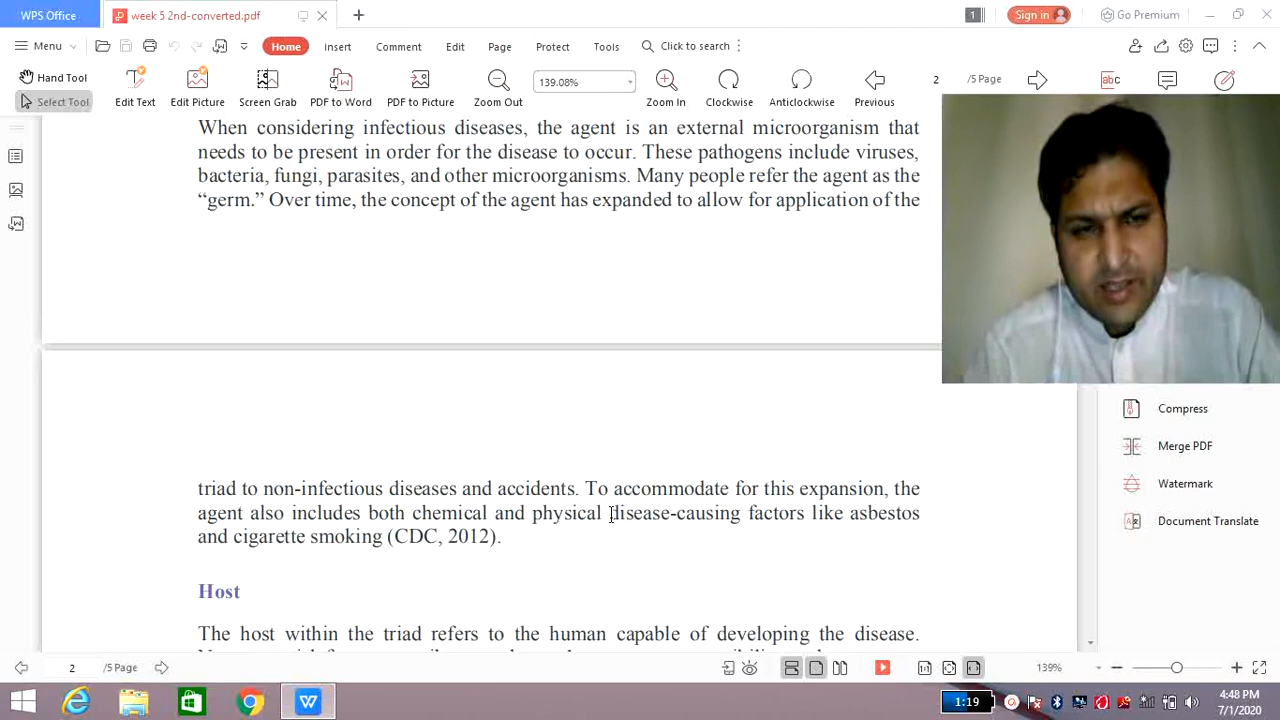 WPS Office
week 5 2nd-converted.pdf
1
Sign in
Go Premium
Menu
Home
Insert
Comment
Edit
Page
Protect
Tools
Click to search
Hand Tool
Select Tool
Edit Text
Edit Picture
Screen Grab
PDF to Word
PDF to Picture
Zoom Out
139.08%
Zoom In
Clockwise
Anticlockwise
Previous
2 /5 Page
abc
When considering infectious diseases, the agent is an external microorganism that
needs to be present in order for the disease to occur. These pathogens include viruses,
bacteria, fungi, parasites, and other microorganisms. Many people refer the agent as the
“germ.” Over time, the concept of the agent has expanded to allow for application of the
triad to non-infectious diseases and accidents. To accommodate for this expansion, the
agent also includes both chemical and physical disease-causing factors like asbestos
and cigarette smoking (CDC, 2012).
Host
The host within the triad refers to the human capable of developing the disease.
Compress
Merge PDF
Watermark
Document Translate
2 /5 Page
139%
1:19
4:48 PM
7/1/2020